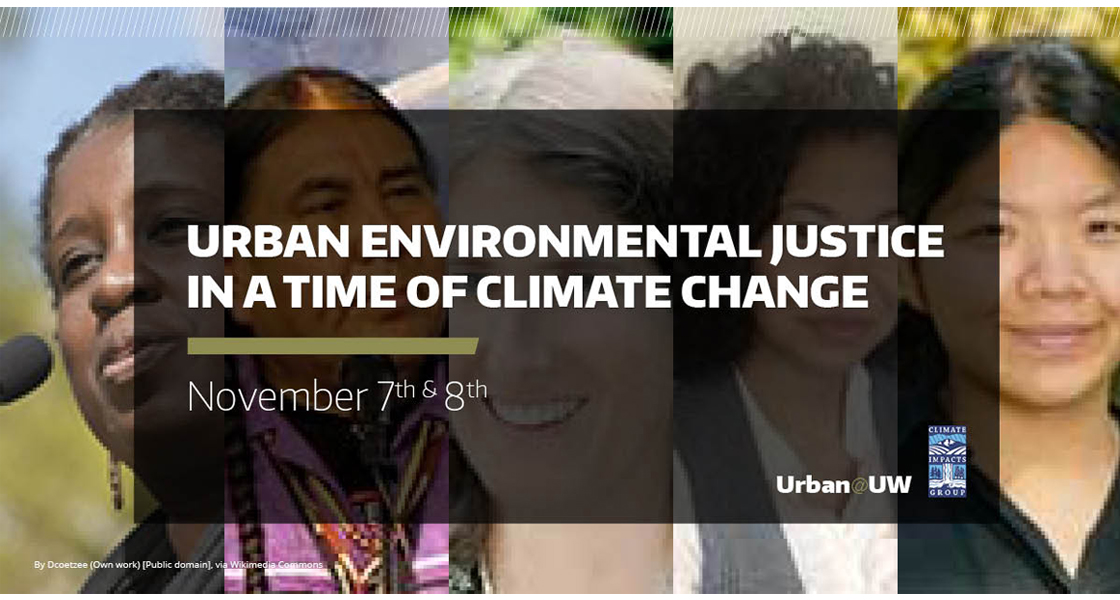 URBAN ENVIRONMENTAL JUSTICE
IN A TIME OF CLIMATE CHANGE
November 7th & 8th
CLIMATE
IMPACTS
GROUP
Urban@UW
By Dcoetzee (Own work) [Public domain], via Wikimedia Commons